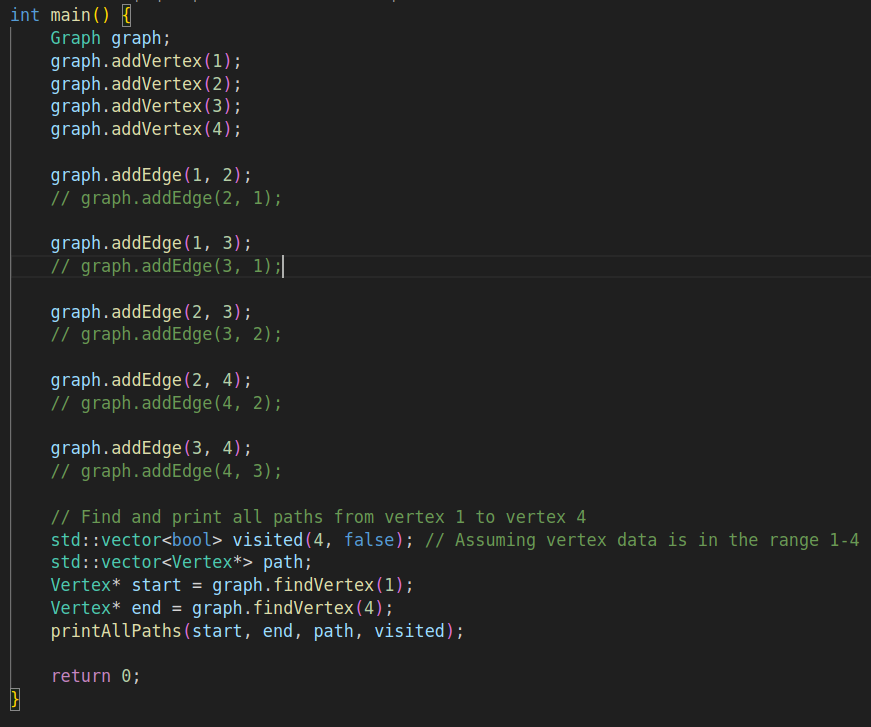 int main() {
    Graph graph;
    graph.addVertex(1);
    graph.addVertex(2);
    graph.addVertex(3);
    graph.addVertex(4);

    graph.addEdge(1, 2);
    // graph.addEdge(2, 1);

    graph.addEdge(1, 3);
    // graph.addEdge(3, 1);

    graph.addEdge(2, 3);
    // graph.addEdge(3, 2);

    graph.addEdge(2, 4);
    // graph.addEdge(4, 2);

    graph.addEdge(3, 4);
    // graph.addEdge(4, 3);

    // Find and print all paths from vertex 1 to vertex 4
    std::vector<bool> visited(4, false); // Assuming vertex data is in the range 1-4
    std::vector<Vertex*> path;
    Vertex* start = graph.findVertex(1);
    Vertex* end = graph.findVertex(4);
    printAllPaths(start, end, path, visited);

    return 0;
}